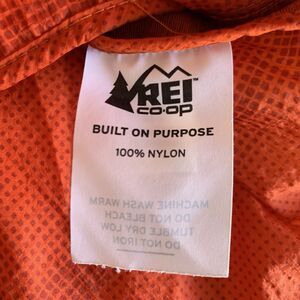 REI
co·op
BUILT ON PURPOSE
100% NYLON
MACHINE WASH WARM
DO NOT BLEACH
TUMBLE DRY LOW
DO NOT IRON